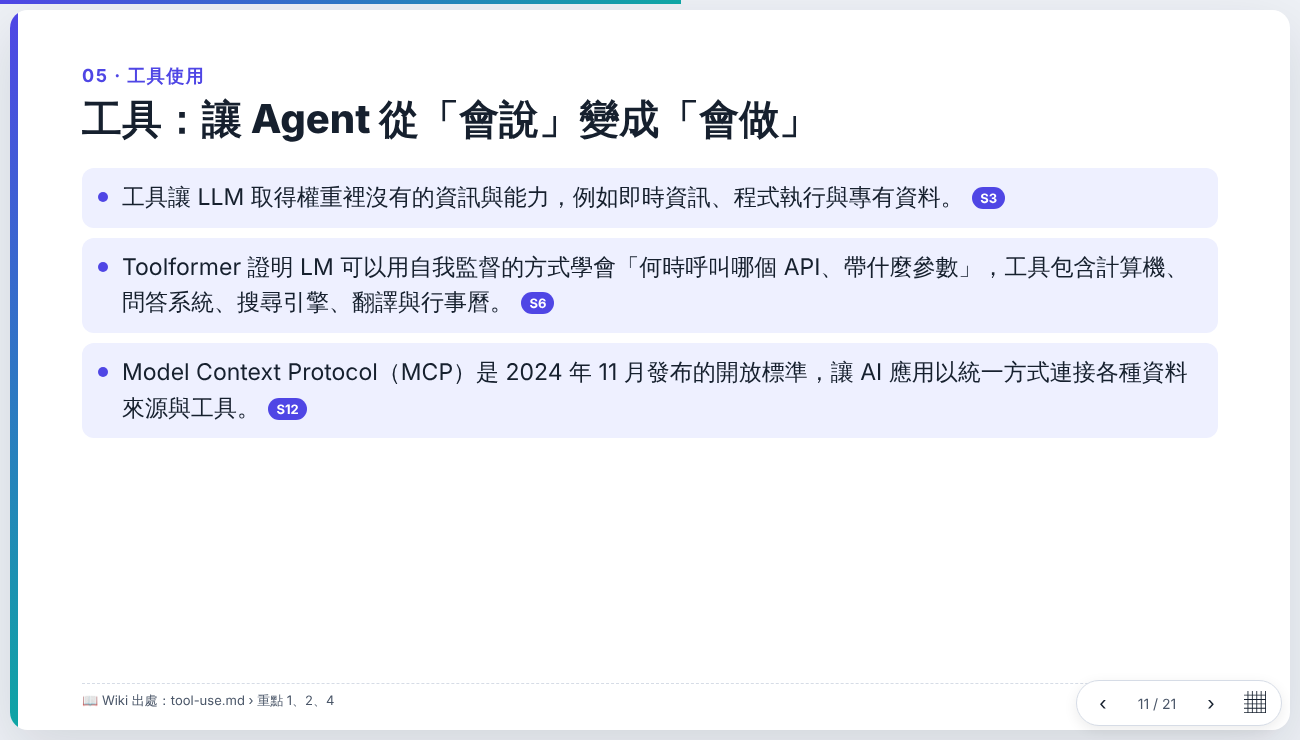 05 · 工具使用
工具：讓 Agent 從「會說」變成「會做」
工具讓 LLM 取得權重裡沒有的資訊與能力，例如即時資訊、程式執行與專有資料。 S3
Toolformer 證明 LM 可以用自我監督的方式學會「何時呼叫哪個 API、帶什麼參數」，工具包含計算機、
問答系統、搜尋引擎、翻譯與行事曆。 S6
Model Context Protocol（MCP）是 2024 年 11 月發布的開放標準，讓 AI 應用以統一方式連接各種資料
來源與工具。 S12
📖 Wiki 出處：tool-use.md › 重點 1、2、4
‹ 11 / 21 ›